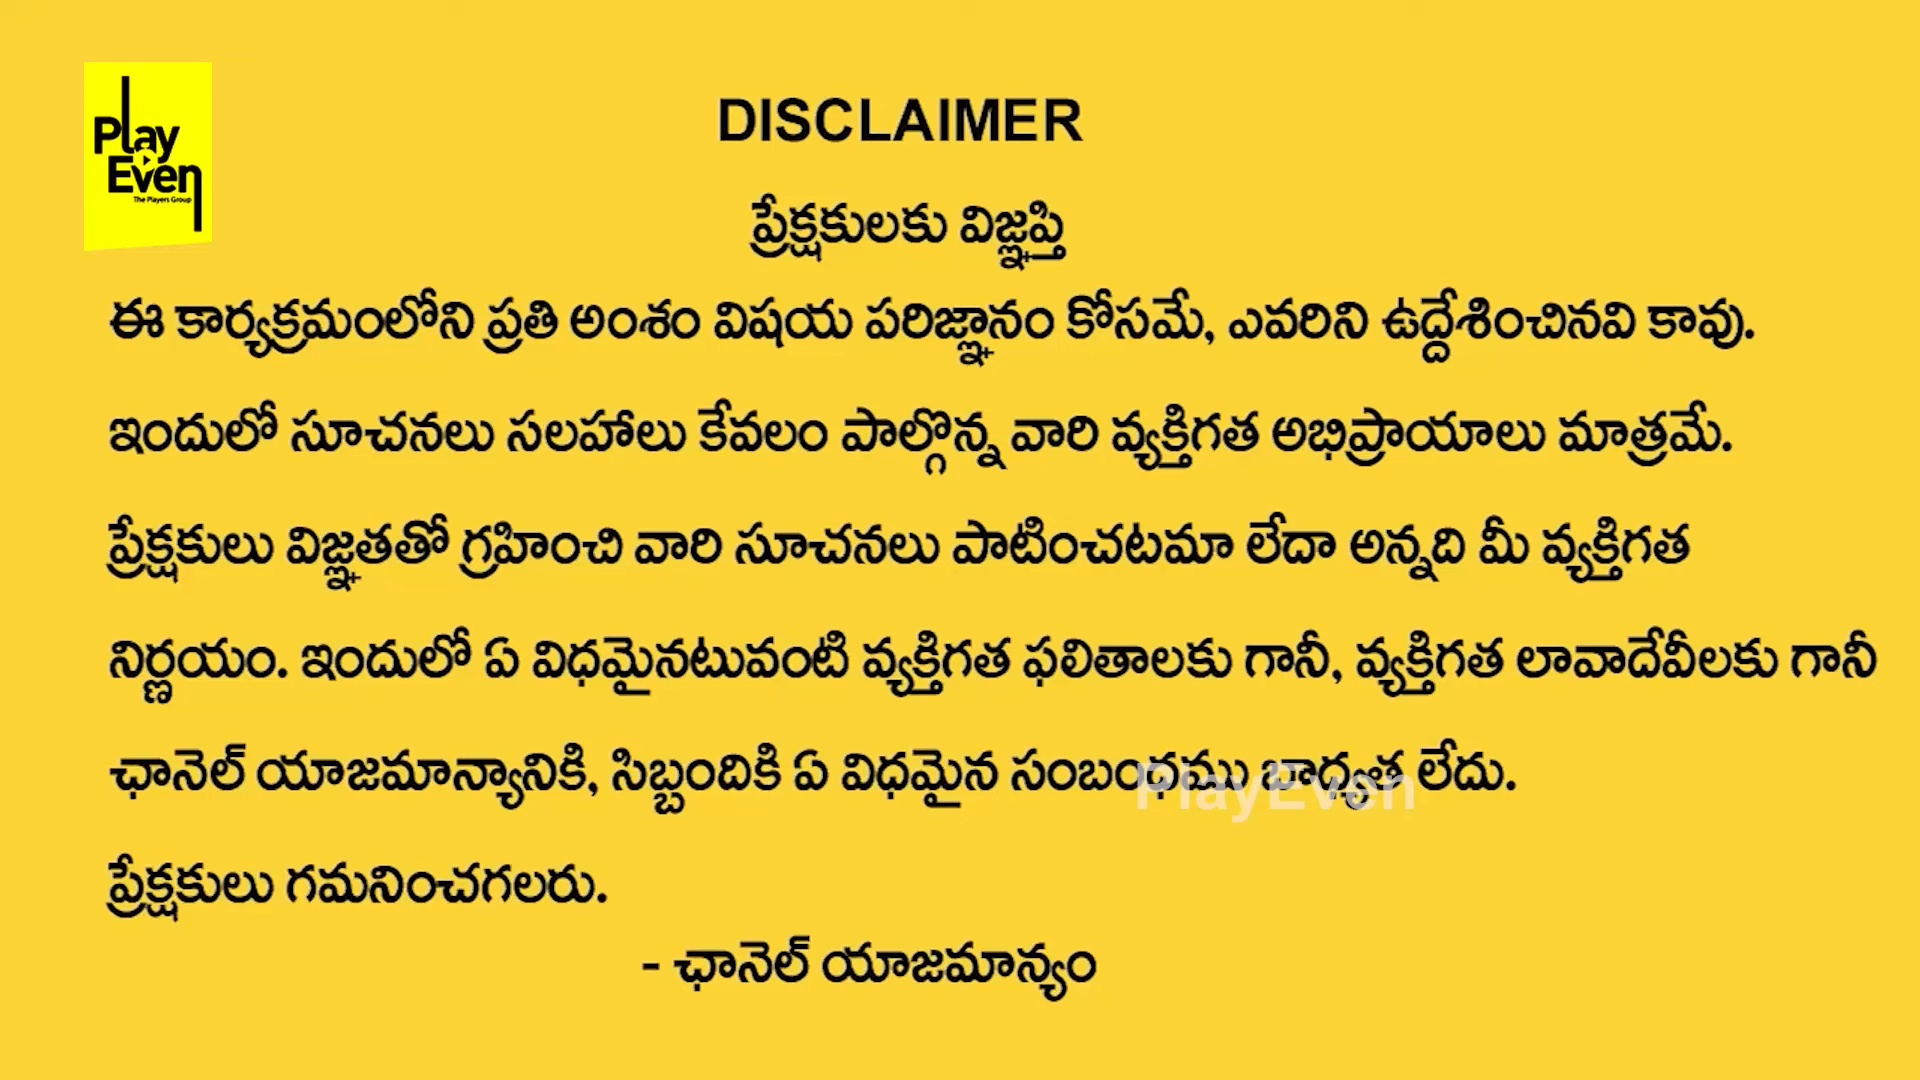 Play
Even
The Players Group
DISCLAIMER
ప్రేక్షకులకు విజ్ఞప్తి
ఈ కార్యక్రమంలోని ప్రతి అంశం విషయ పరిజ్ఞానం కోసమే, ఎవరిని ఉద్దేశించినవి కావు.
ఇందులో సూచనలు సలహాలు కేవలం పాల్గొన్న వారి వ్యక్తిగత అభిప్రాయాలు మాత్రమే.
ప్రేక్షకులు విజ్ఞతతో గ్రహించి వారి సూచనలు పాటించటమా లేదా అన్నది మీ వ్యక్తిగత
నిర్ణయం. ఇందులో ఏ విధమైనటువంటి వ్యక్తిగత ఫలితాలకు గానీ, వ్యక్తిగత లావాదేవీలకు గానీ
ఛానెల్ యాజమాన్యానికి, సిబ్బందికి ఏ విధమైన సంబంధము బాధ్యత లేదు.
PlayEven
ప్రేక్షకులు గమనించగలరు.
- ఛానెల్ యాజమాన్యం